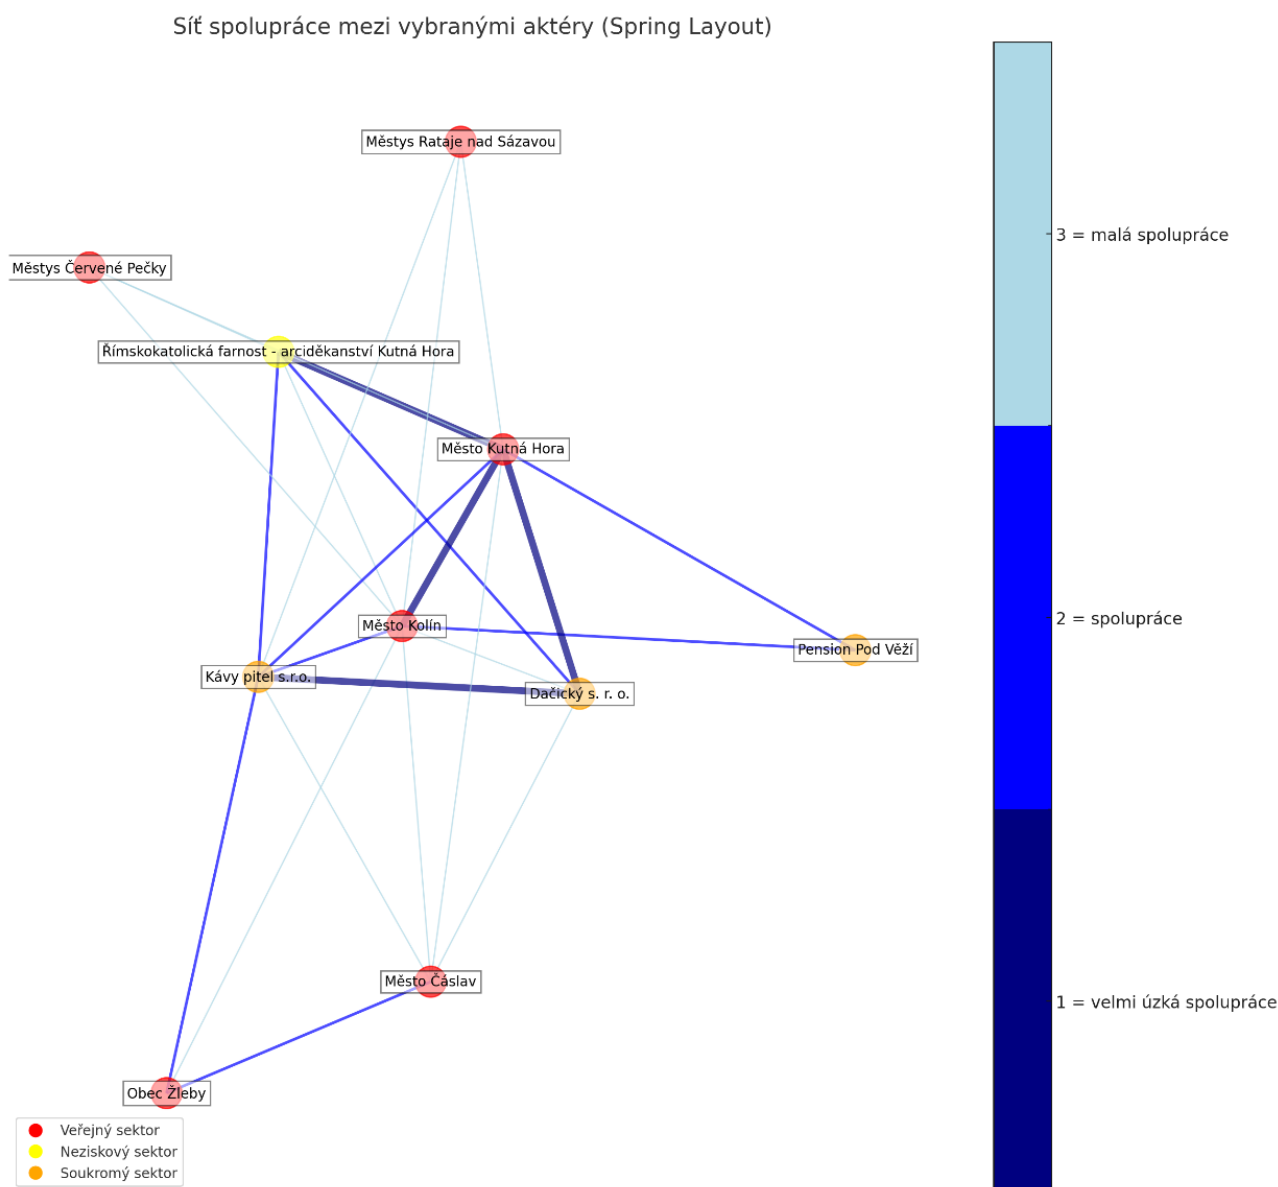 Síť spolupráce mezi vybranými aktéry (Spring Layout)
Městys Rataje nad Sázavou
3 = malá spolupráce
Městys Červené Pečky
Římskokatolická farnost - arciděkanství Kutná Hora
Město Kutná Hora
2 = spolupráce
Město Kolín
Pension Pod Věží
Kávy pitel s.r.o.
Dačický s. r. o.
Město Čáslav
1 = velmi úzká spolupráce
Obec Žleby
Veřejný sektor
Neziskový sektor
Soukromý sektor